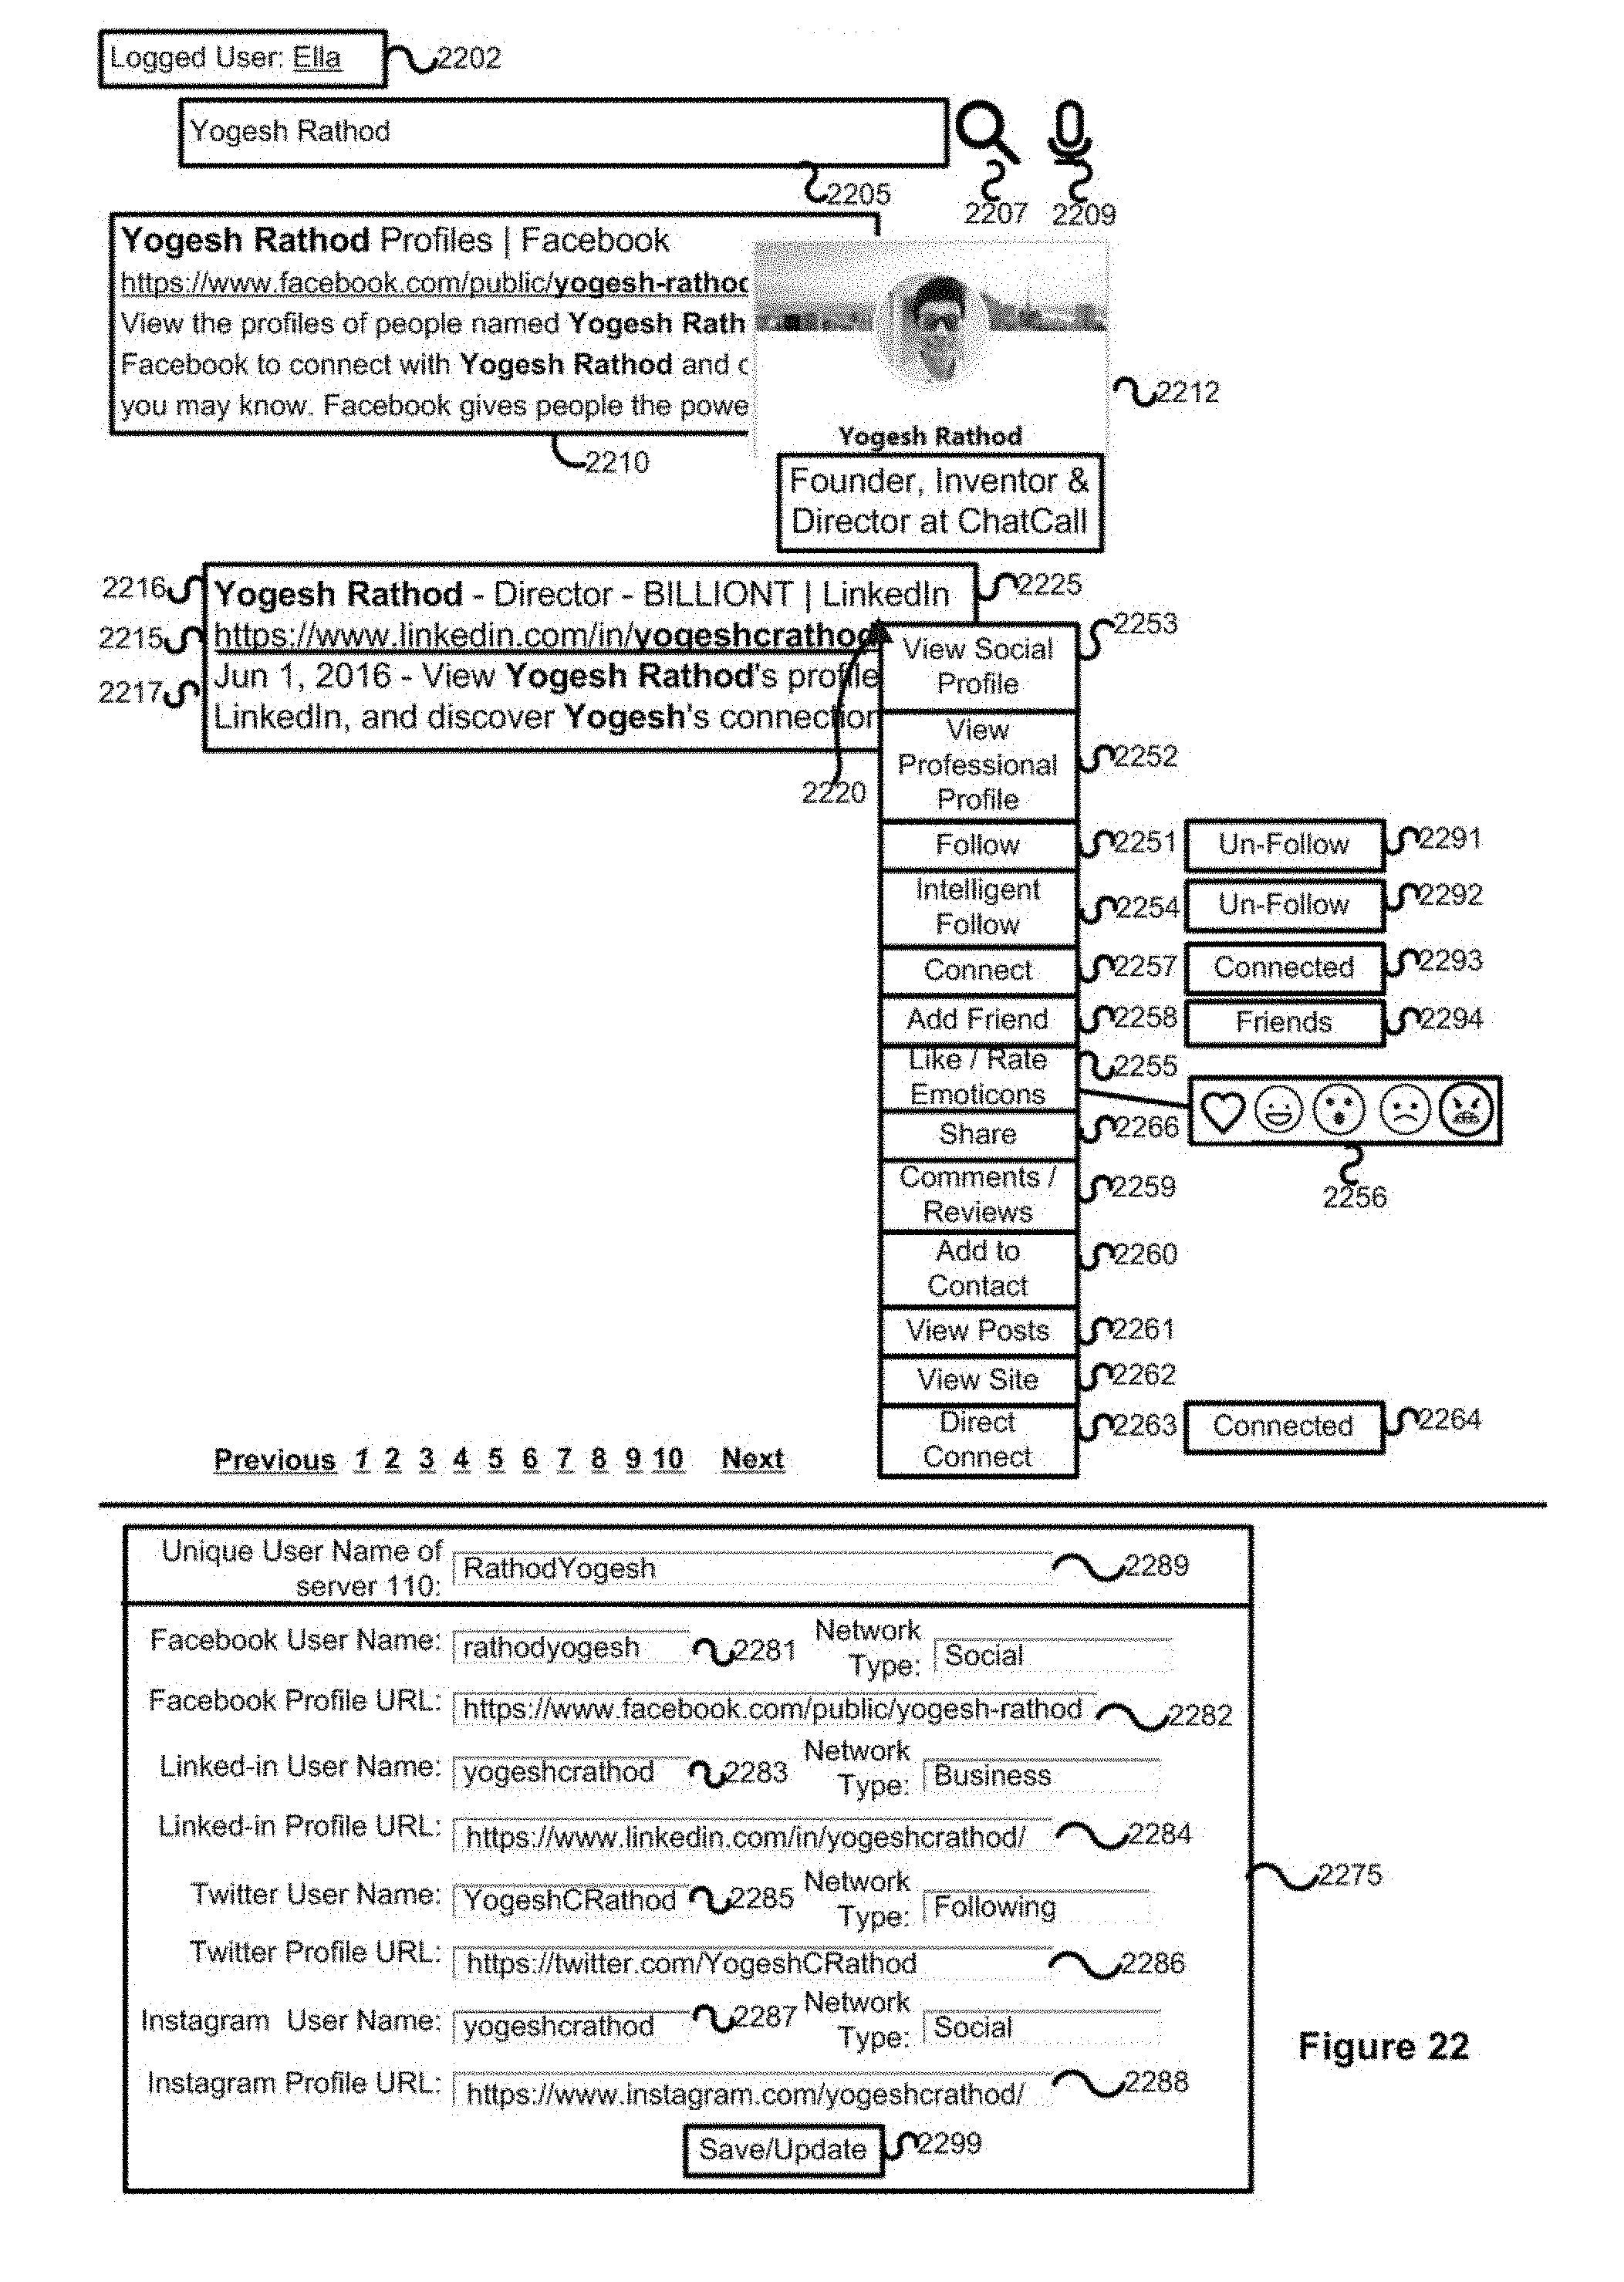 Logged User: Ella
2202
Yogesh Rathod
2205
2207
2209
Yogesh Rathod Profiles | Facebook
https://www.facebook.com/public/yogesh-rathod
View the profiles of people named Yogesh Rath
Facebook to connect with Yogesh Rathod and
you may know. Facebook gives people the powe
2210
Yogesh Rathod
2212
Founder, Inventor &
Director at ChatCall
2216
Yogesh Rathod - Director - BILLIONT | LinkedIn
2225
2215
https://www.linkedin.com/in/yogeshcrathod
2217
Jun 1, 2016 - View Yogesh Rathod's profile
LinkedIn, and discover Yogesh's connection
2220
View Social
Profile
2253
View
Professional
Profile
2252
Follow
2251
Un-Follow
2291
Intelligent
Follow
2254
Un-Follow
2292
Connect
2257
Connected
2293
Add Friend
2258
Friends
2294
Like / Rate
Emoticons
2255
2256
Share
2266
Comments /
Reviews
2259
Add to
Contact
2260
View Posts
2261
View Site
2262
Direct
Connect
2263
Connected
2264
Previous 1 2 3 4 5 6 7 8 9 10 Next
Unique User Name of
server 110:
RathodYogesh
2289
Facebook User Name:
rathodyogesh
2281
Network
Type:
Social
Facebook Profile URL:
https://www.facebook.com/public/yogesh-rathod
2282
Linked-in User Name:
yogeshcrathod
2283
Network
Type:
Business
Linked-in Profile URL:
https://www.linkedin.com/in/yogeshcrathod/
2284
2275
Twitter User Name:
YogeshCRathod
2285
Network
Type:
Following
Twitter Profile URL:
https://twitter.com/YogeshCRathod
2286
Instagram User Name:
yogeshcrathod
2287
Network
Type:
Social
Instagram Profile URL:
https://www.instagram.com/yogeshcrathod/
2288
Save/Update
2299
Figure 22